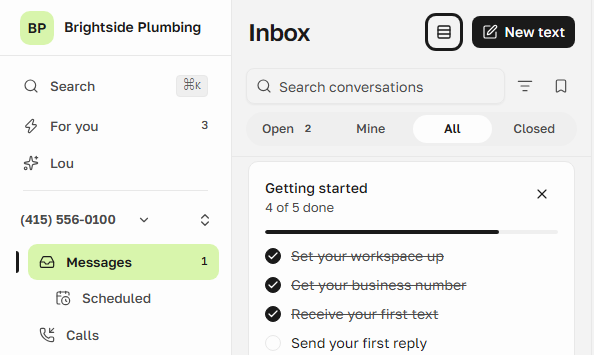 BP Brightside Plumbing
Search ⌘K
For you 3
Lou
(415) 556-0100
Messages 1
Scheduled
Calls
Inbox
New text
Search conversations
Open 2 Mine All Closed
Getting started
4 of 5 done
Set your workspace up
Get your business number
Receive your first text
Send your first reply